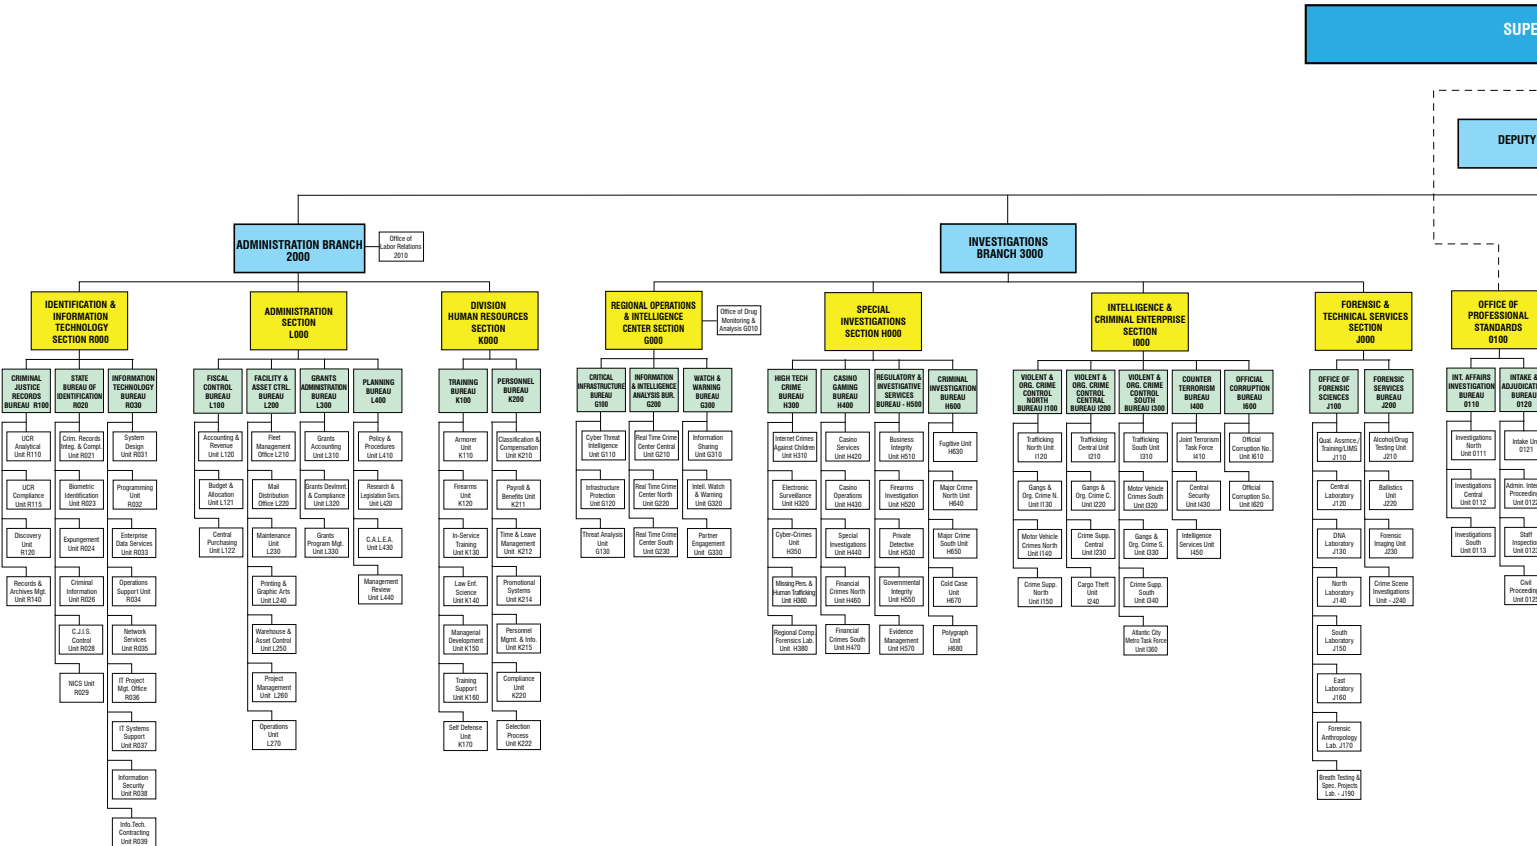 SUPE
DEPUTY
ADMINISTRATION BRANCH
2000
Office of
Labor Relations
2010
INVESTIGATIONS
BRANCH 3000
IDENTIFICATION &
INFORMATION
TECHNOLOGY
SECTION R000
ADMINISTRATION
SECTION
L000
DIVISION
HUMAN RESOURCES
SECTION
K000
REGIONAL OPERATIONS
& INTELLIGENCE
CENTER SECTION
G000
Office of Drug
Monitoring &
Analysis G010
SPECIAL
INVESTIGATIONS
SECTION H000
INTELLIGENCE &
CRIMINAL ENTERPRISE
SECTION
I000
FORENSIC &
TECHNICAL SERVICES
SECTION
J000
OFFICE OF
PROFESSIONAL
STANDARDS
0100
CRIMINAL
JUSTICE
RECORDS
BUREAU R100
UCR
Analytical
Unit R110
UCR
Compliance
Unit R115
Discovery
Unit
R120
Records &
Archives Mgt.
Unit R140
STATE
BUREAU OF
IDENTIFICATION
R020
Crim. Records
Integ. & Compl.
Unit R021
Biometric
Identification
Unit R023
Expungement
Unit R024
Criminal
Information
Unit R026
C.J.I.S.
Control
Unit R028
NICS Unit
R029
INFORMATION
TECHNOLOGY
BUREAU
R030
System
Design
Unit R031
Programming
Unit
R032
Enterprise
Data Services
Unit R033
Operations
Support Unit
R034
Network
Services
Unit R035
IT Project
Mgt. Office
R036
IT Systems
Support
Unit R037
Information
Security
Unit R038
Info.Tech.
Contracting
Unit R039
FISCAL
CONTROL
BUREAU
L100
Accounting &
Revenue
Unit L120
Budget &
Allocation
Unit L121
Central
Purchasing
Unit L122
FACILITY &
ASSET CTRL.
BUREAU
L200
Fleet
Management
Office L210
Mail
Distribution
Office L220
Maintenance
Unit
L230
Printing &
Graphic Arts
Unit L240
Warehouse &
Asset Control
Unit L250
Project
Management
Unit L260
Operations
Unit
L270
GRANTS
ADMINISTRATION
BUREAU
L300
Grants
Accounting
Unit L310
Grants Devlmnt.
& Compliance
Unit L320
Grants
Program Mgt.
Unit L330
PLANNING
BUREAU
L400
Policy &
Procedures
Unit L410
Research &
Legislation Svcs.
Unit L420
C.A.L.E.A.
Unit L430
Management
Review
Unit L440
TRAINING
BUREAU
K100
Armorer
Unit
K110
Firearms
Unit
K120
In-Service
Training
Unit K130
Law Enf.
Science
Unit K140
Managerial
Development
Unit K150
Training
Support
Unit K160
Self Defense
Unit
K170
PERSONNEL
BUREAU
K200
Classification &
Compensation
Unit K210
Payroll &
Benefits Unit
K211
Time & Leave
Management
Unit K212
Promotional
Systems
Unit K214
Personnel
Mgmt. & Info.
Unit K215
Compliance
Unit
K220
Selection
Process
Unit K222
CRITICAL
INFRASTRUCTURE
BUREAU
G100
Cyber Threat
Intelligence
Unit G110
Infrastructure
Protection
Unit G120
Threat Analysis
Unit
G130
INFORMATION
& INTELLIGENCE
ANALYSIS BUR.
G200
Real Time Crime
Center Central
Unit G210
Real Time Crime
Center North
Unit G220
Real Time Crime
Center South
Unit G230
WATCH &
WARNING
BUREAU
G300
Information
Sharing
Unit G310
Intell. Watch
& Warning
Unit G320
Partner
Engagement
Unit G330
HIGH TECH
CRIME
BUREAU
H300
Internet Crimes
Against Children
Unit H310
Electronic
Surveillance
Unit H320
Cyber-Crimes
Unit
H350
Missing Pers. &
Human Trafficking
Unit H360
Regional Comp.
Forensics Lab.
Unit H380
CASINO
GAMING
BUREAU
H400
Casino
Services
Unit H420
Casino
Operations
Unit H430
Special
Investigations
Unit H440
Financial
Crimes North
Unit H460
Financial
Crimes South
Unit H470
REGULATORY &
INVESTIGATIVE
SERVICES
BUREAU - H500
Business
Integrity
Unit H510
Firearms
Investigation
Unit H520
Private
Detective
Unit H530
Governmental
Integrity
Unit H550
Evidence
Management
Unit H570
CRIMINAL
INVESTIGATION
BUREAU
H600
Fugitive Unit
H630
Major Crime
North Unit
H640
Major Crime
South Unit
H650
Cold Case
Unit
H670
Polygraph
Unit
H680
VIOLENT &
ORG. CRIME
CONTROL
NORTH
BUREAU I100
Trafficking
North Unit
I120
Gangs &
Org. Crime N.
Unit I130
Motor Vehicle
Crimes North
Unit I140
Crime Supp.
North
Unit I150
VIOLENT &
ORG. CRIME
CONTROL
CENTRAL
BUREAU I200
Trafficking
Central Unit
I210
Gangs &
Org. Crime C.
Unit I220
Crime Supp.
Central
Unit I230
Cargo Theft
Unit
I240
VIOLENT &
ORG. CRIME
CONTROL
SOUTH
BUREAU I300
Trafficking
South Unit
I310
Motor Vehicle
Crimes South
Unit I320
Gangs &
Org. Crime S.
Unit I330
Crime Supp.
South
Unit I340
Atlantic City
Metro Task Force
Unit I360
COUNTER
TERRORISM
BUREAU
I400
Joint Terrorism
Task Force
I410
Central
Security
Unit I430
Intelligence
Services Unit
I450
OFFICIAL
CORRUPTION
BUREAU
I600
Official
Corruption No.
Unit I610
Official
Corruption So.
Unit I620
OFFICE OF
FORENSIC
SCIENCES
J100
Qual. Assrnce./
Training/LIMS
J110
Central
Laboratory
J120
DNA
Laboratory
J130
North
Laboratory
J140
South
Laboratory
J150
East
Laboratory
J160
Forensic
Anthropology
Lab. J170
Breath Testing &
Spec. Projects
Lab. - J190
FORENSIC
SERVICES
BUREAU
J200
Alcohol/Drug
Testing Unit
J210
Ballistics
Unit
J220
Forensic
Imaging Unit
J230
Crime Scene
Investigations
Unit - J240
INT. AFFAIRS
INVESTIGATION
BUREAU
0110
Investigations
North
Unit 0111
Investigations
Central
Unit 0112
Investigations
South
Unit 0113
INTAKE &
ADJUDICATI
BUREAU
0120
Intake Un
0121
Admin. Inter
Proceeding
Unit 0122
Staff
Inspection
Unit 0123
Civil
Proceeding
Unit 0125